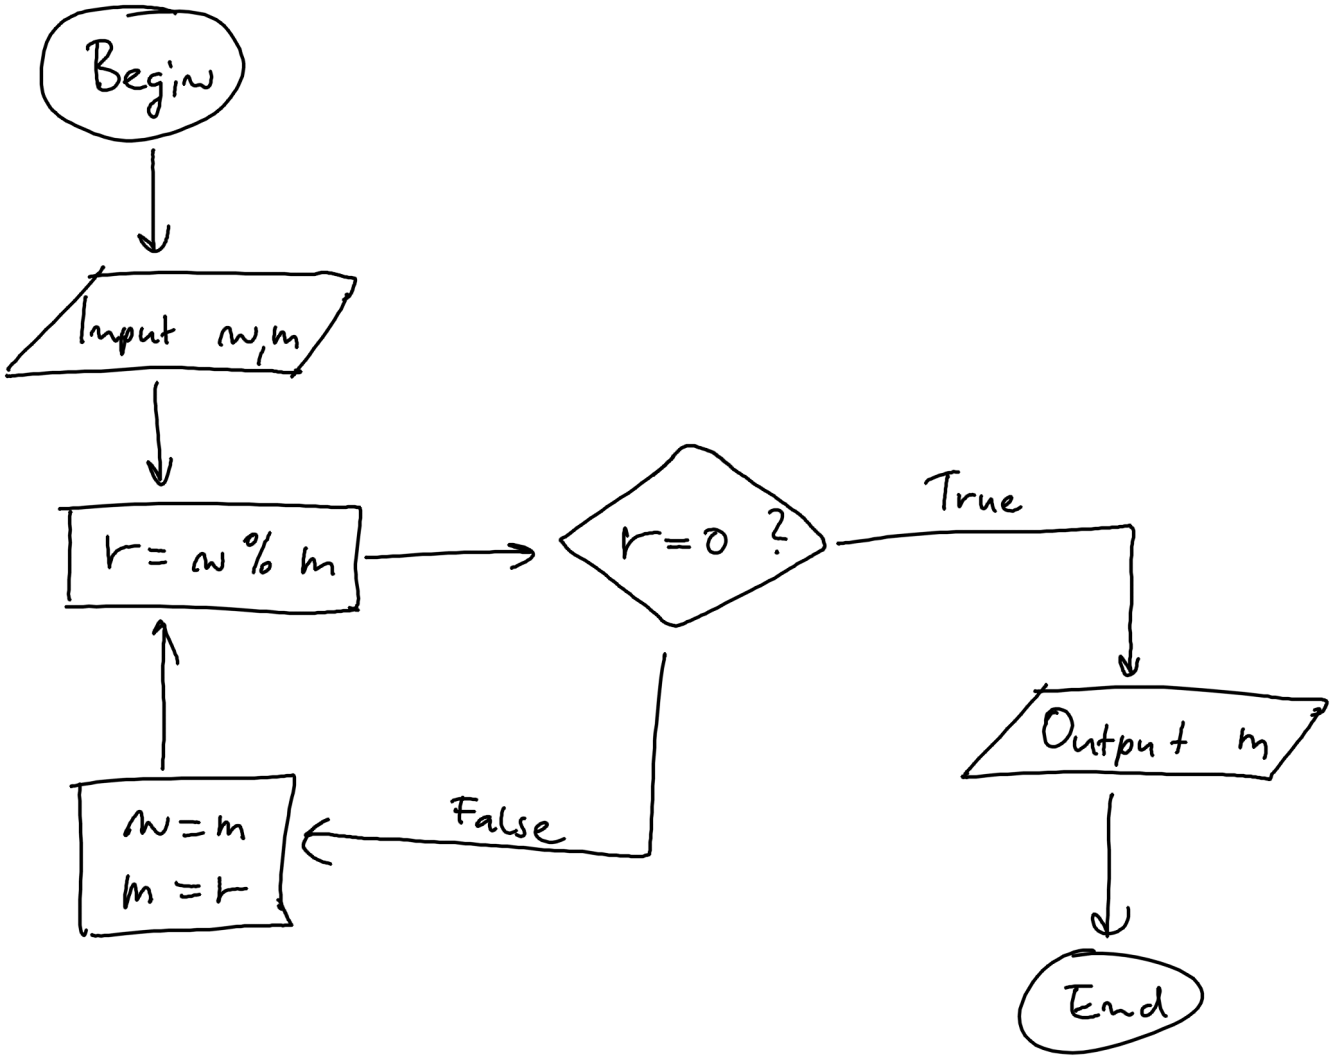 Begin
Input n,m
r = n % m
r = 0 ?
True
Output m
False
n = m
m = r
End